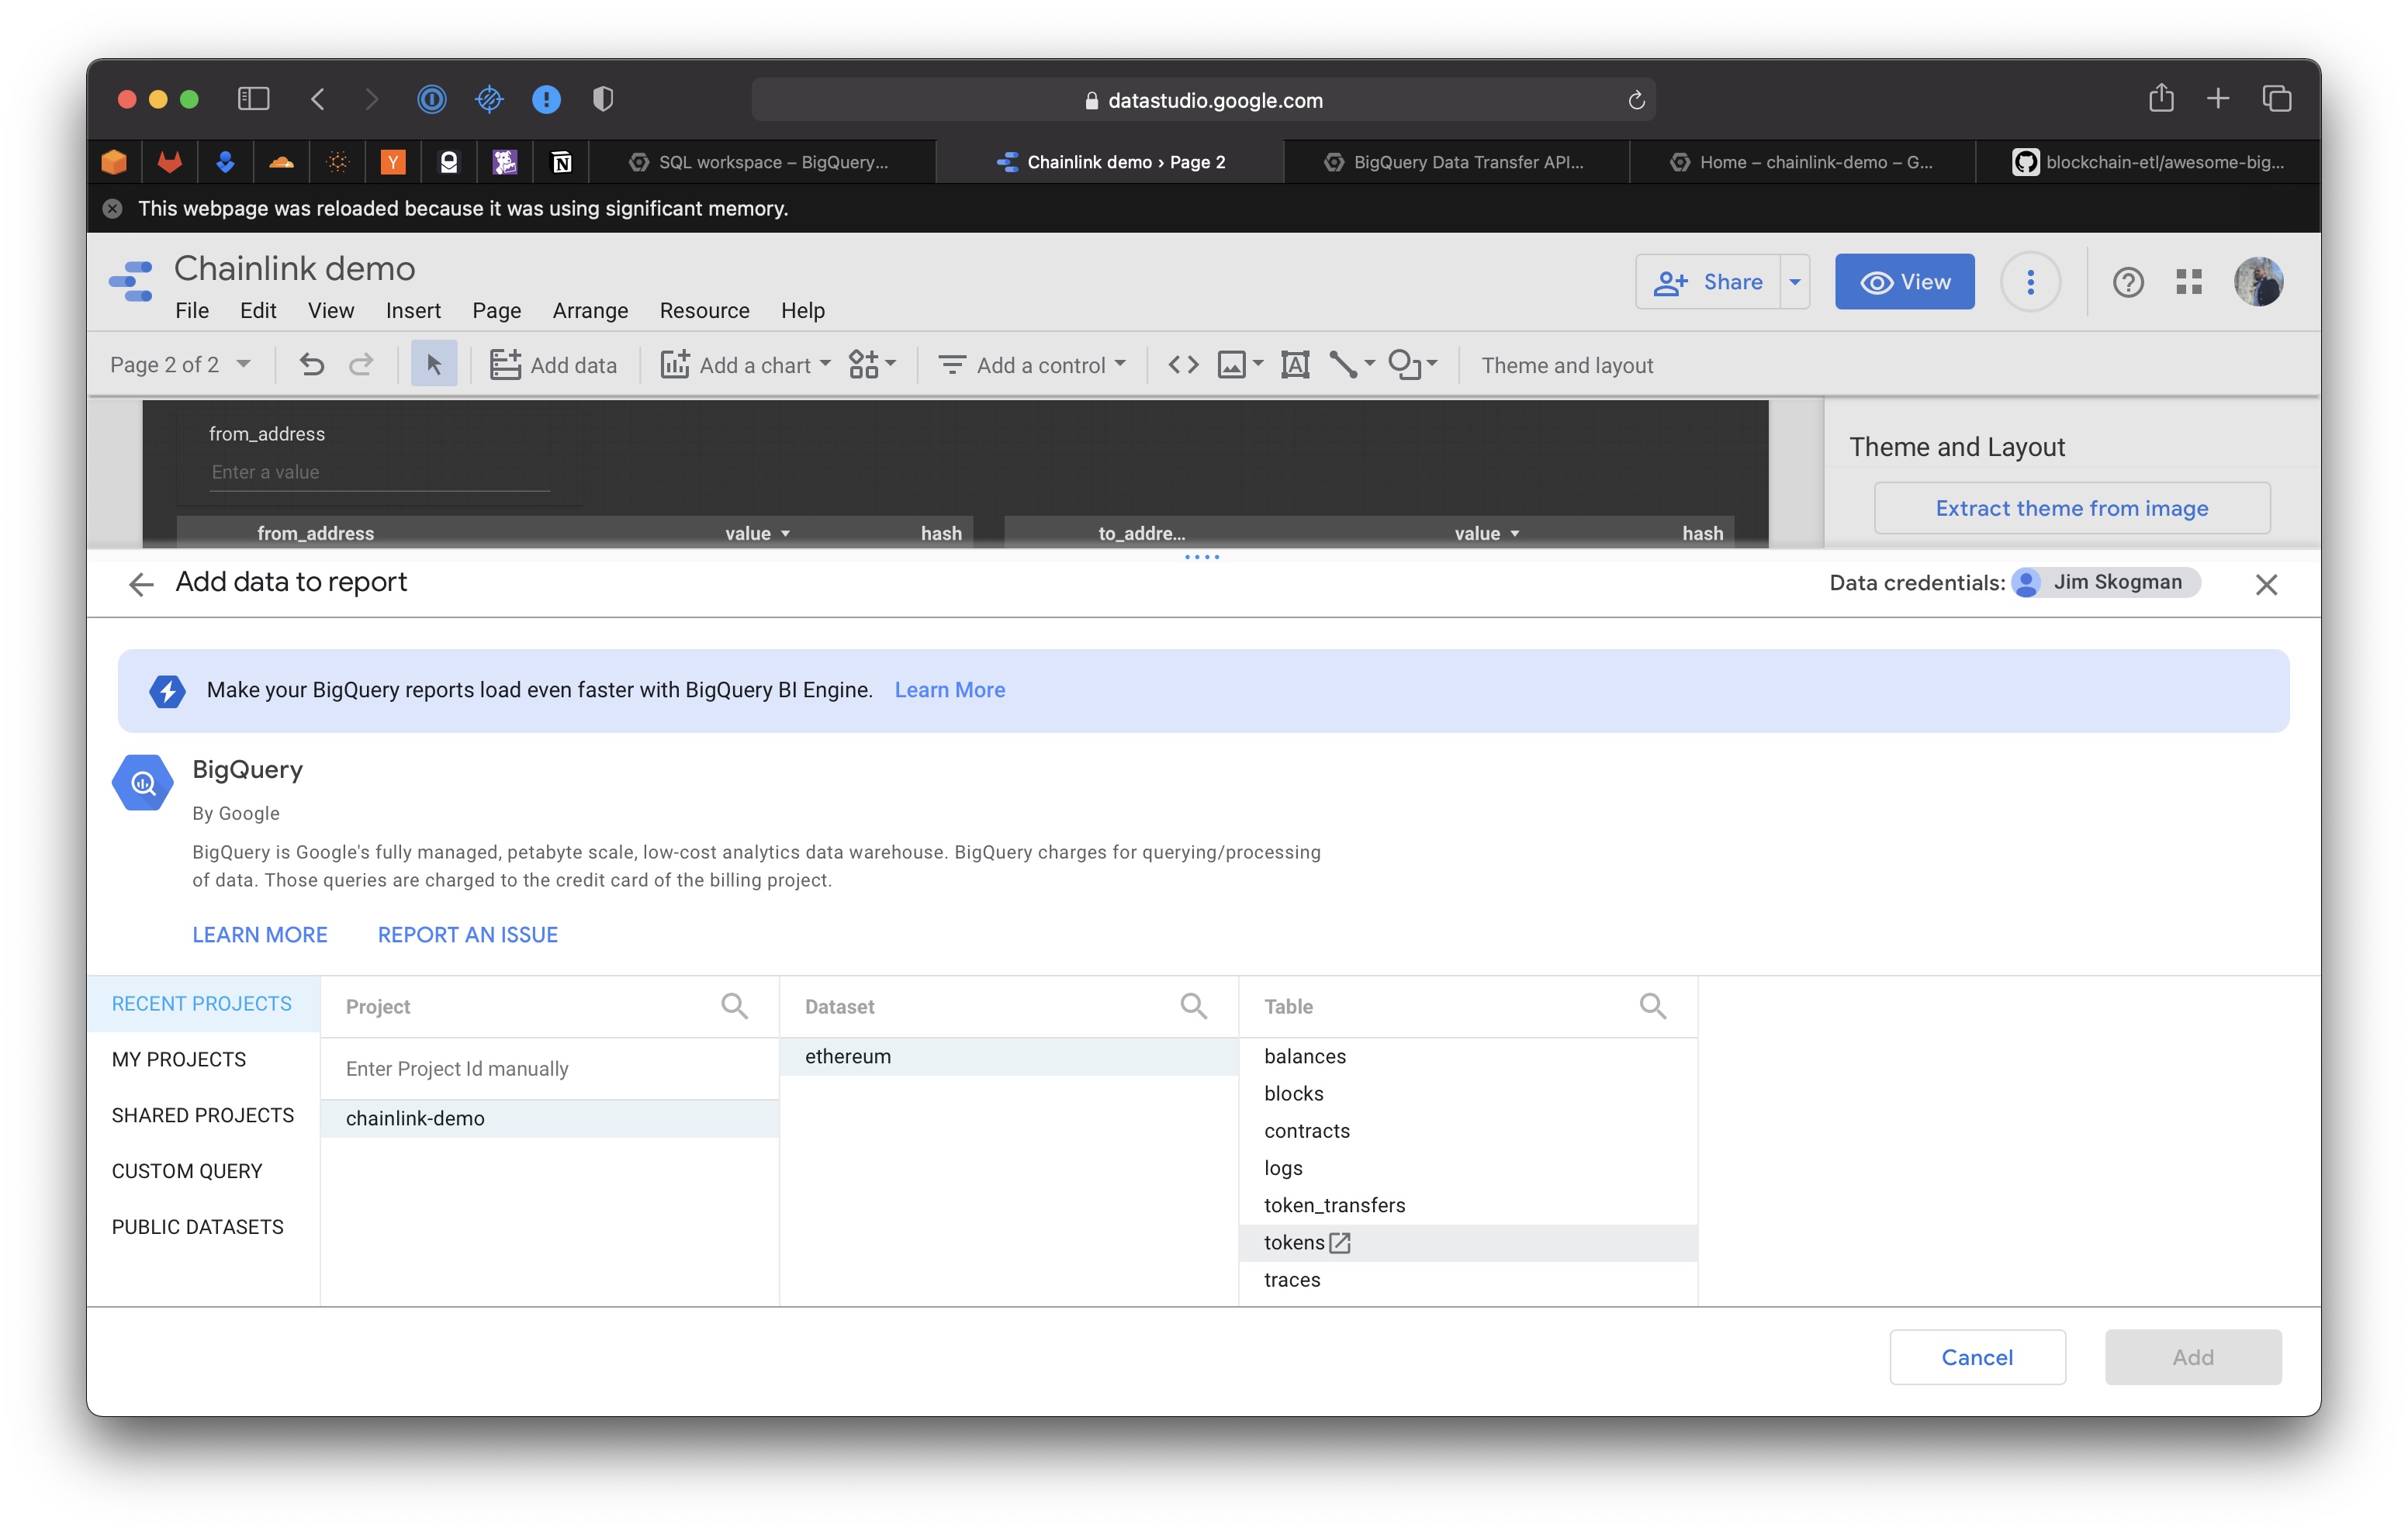 datastudio.google.com
SQL workspace – BigQuery...
Chainlink demo › Page 2
BigQuery Data Transfer API...
Home – chainlink-demo – G...
blockchain-etl/awesome-big...
This webpage was reloaded because it was using significant memory.
Chainlink demo
File Edit View Insert Page Arrange Resource Help
Share
View
Page 2 of 2
Add data
Add a chart
Add a control
Theme and layout
from_address
Enter a value
from_address value hash
to_addre... value hash
Theme and Layout
Extract theme from image
Add data to report
Data credentials: Jim Skogman
Make your BigQuery reports load even faster with BigQuery BI Engine. Learn More
BigQuery
By Google
BigQuery is Google's fully managed, petabyte scale, low-cost analytics data warehouse. BigQuery charges for querying/processing
of data. Those queries are charged to the credit card of the billing project.
LEARN MORE REPORT AN ISSUE
RECENT PROJECTS
MY PROJECTS
SHARED PROJECTS
CUSTOM QUERY
PUBLIC DATASETS
Project
Enter Project Id manually
chainlink-demo
Dataset
ethereum
Table
balances
blocks
contracts
logs
token_transfers
tokens
traces
Cancel
Add